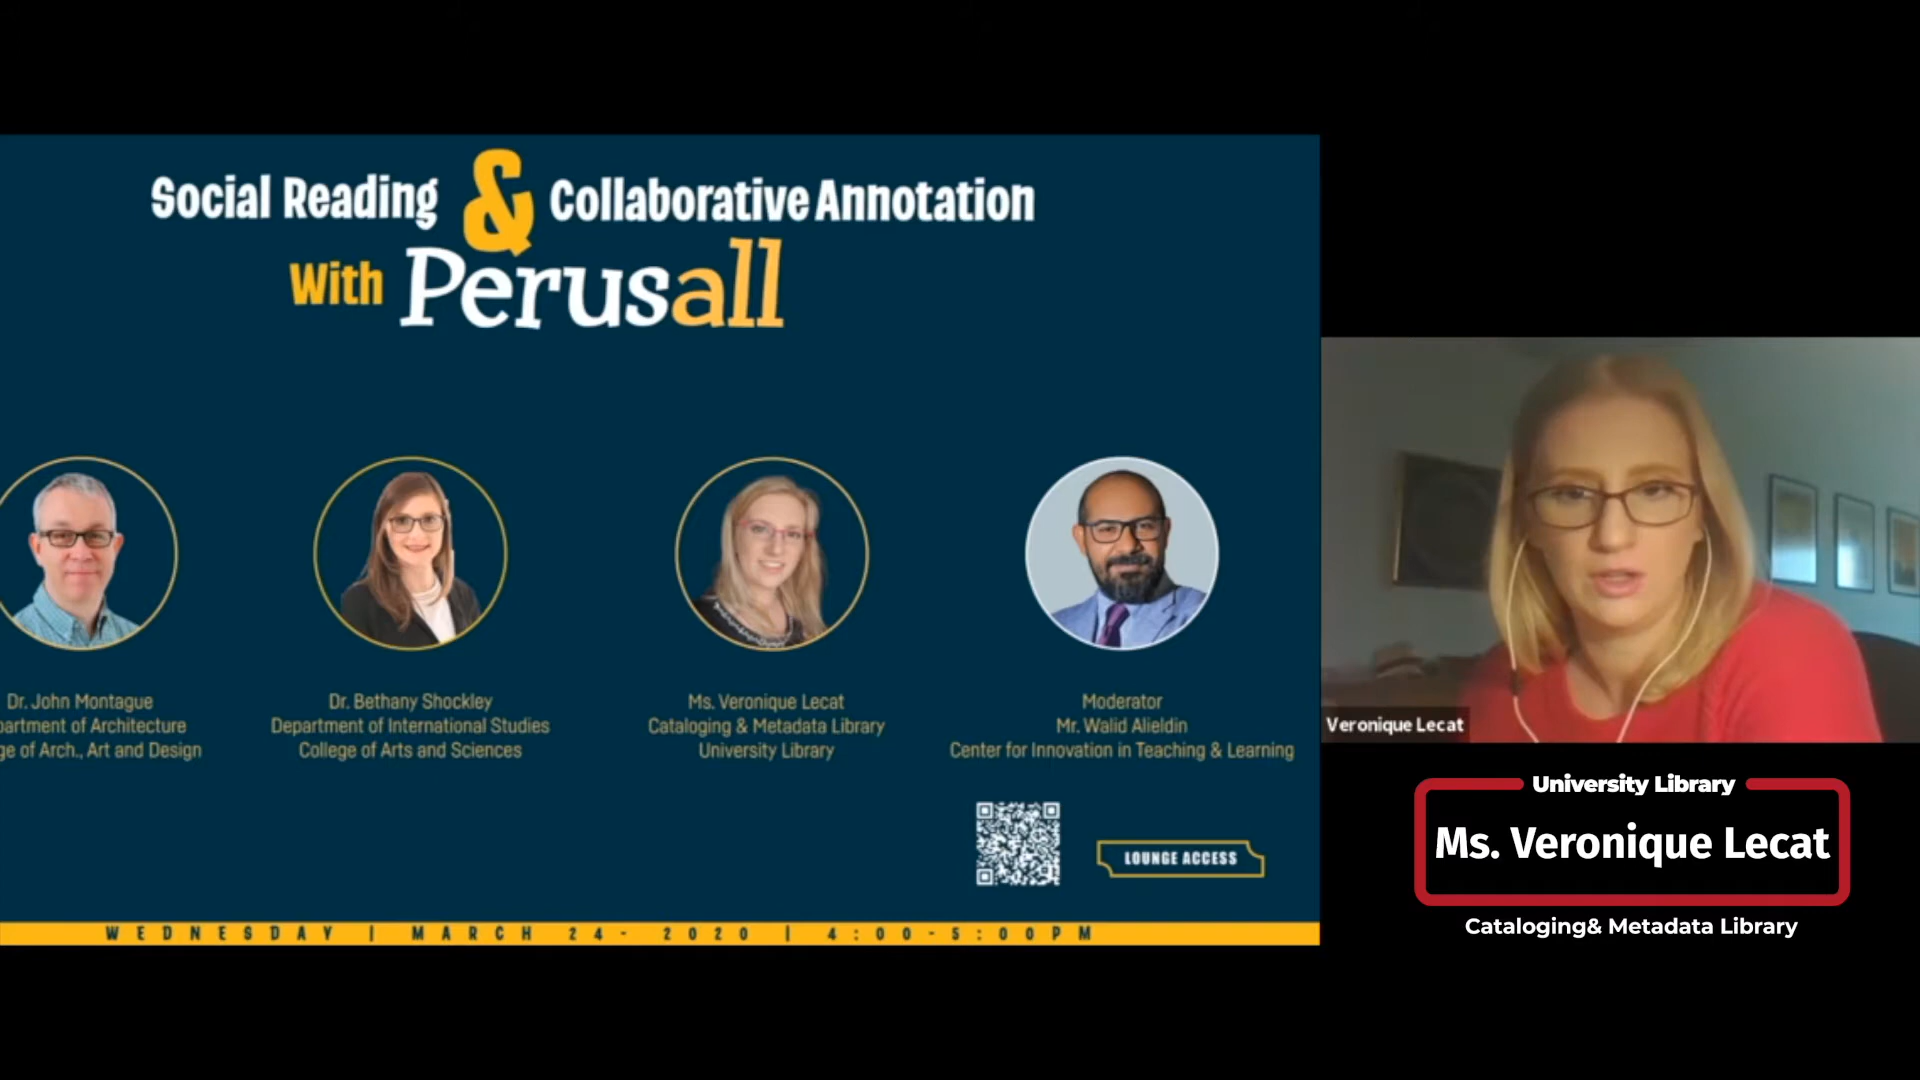 Social Reading & Collaborative Annotation
With Perusall
Dr. John Montague
partment of Architecture
ge of Arch., Art and Design
Dr. Bethany Shockley
Department of International Studies
College of Arts and Sciences
Ms. Veronique Lecat
Cataloging & Metadata Library
University Library
Moderator
Mr. Walid Alieldin
Center for Innovation in Teaching & Learning
LOUNGE ACCESS
WEDNESDAY | MARCH 24- 2020 | 4:00-5:00PM
Veronique Lecat
University Library
Ms. Veronique Lecat
Cataloging& Metadata Library